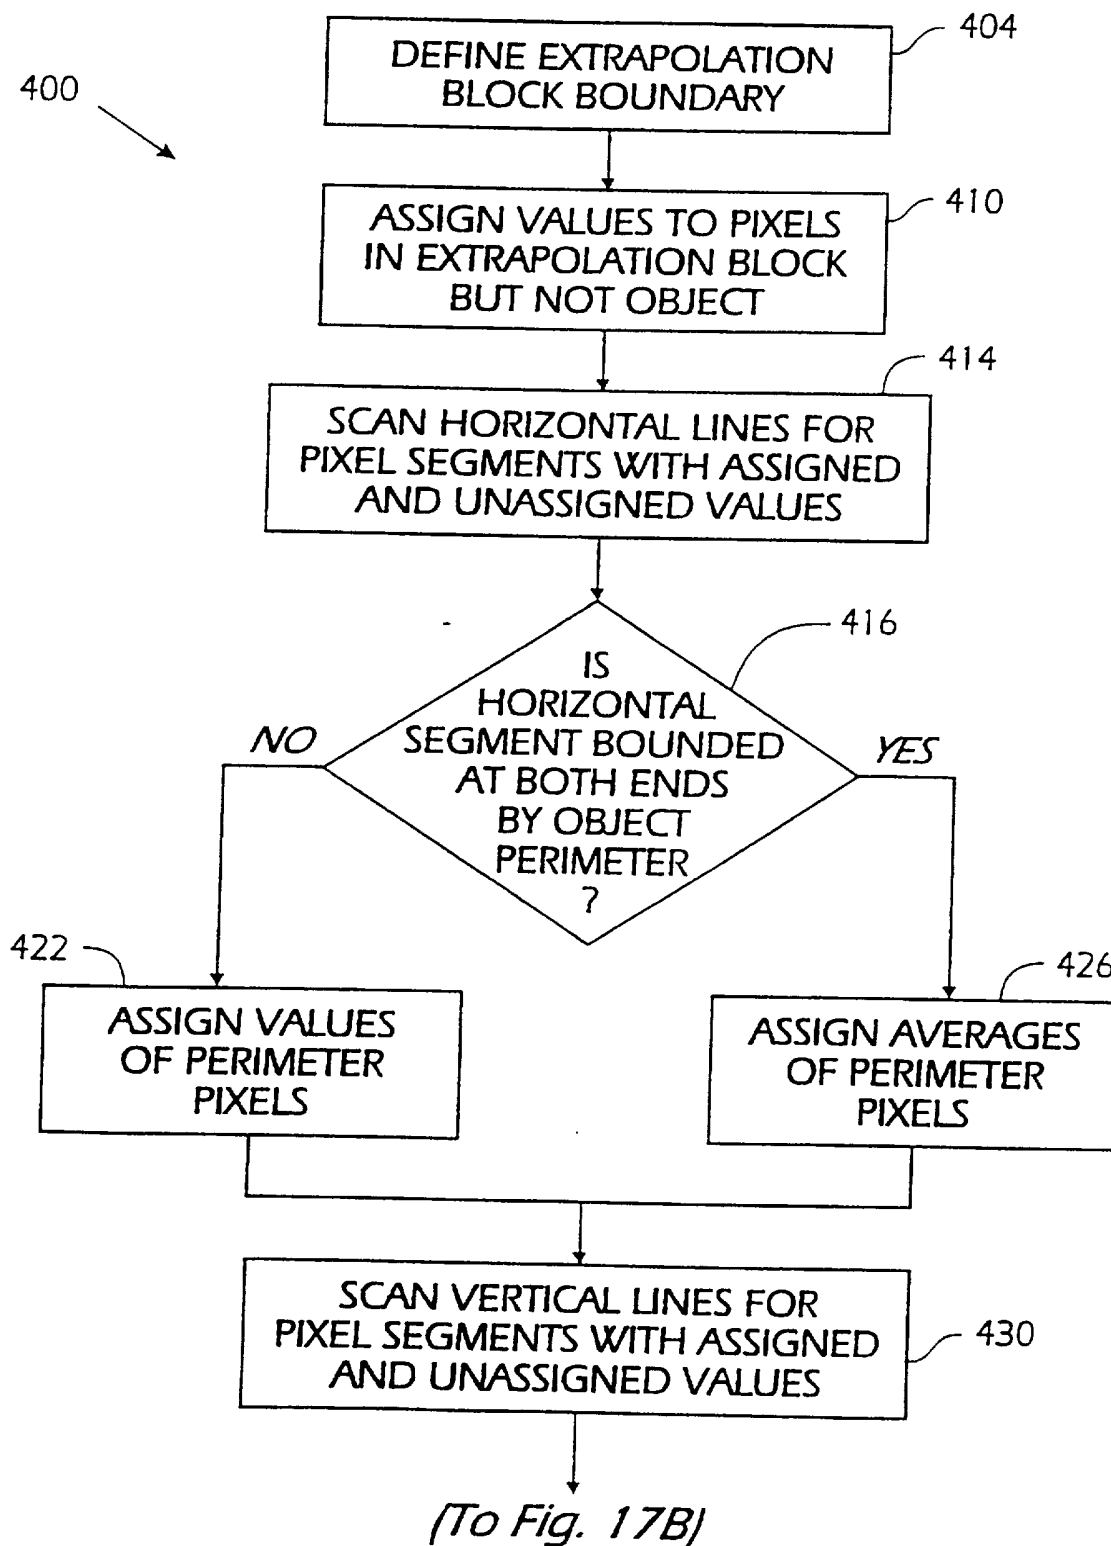 400
404
DEFINE EXTRAPOLATION
BLOCK BOUNDARY
410
ASSIGN VALUES TO PIXELS
IN EXTRAPOLATION BLOCK
BUT NOT OBJECT
414
SCAN HORIZONTAL LINES FOR
PIXEL SEGMENTS WITH ASSIGNED
AND UNASSIGNED VALUES
416
IS
HORIZONTAL
SEGMENT BOUNDED
AT BOTH ENDS
BY OBJECT
PERIMETER
?
NO
YES
422
ASSIGN VALUES
OF PERIMETER
PIXELS
426
ASSIGN AVERAGES
OF PERIMETER
PIXELS
SCAN VERTICAL LINES FOR
PIXEL SEGMENTS WITH ASSIGNED
AND UNASSIGNED VALUES
430
(To Fig. 17B)